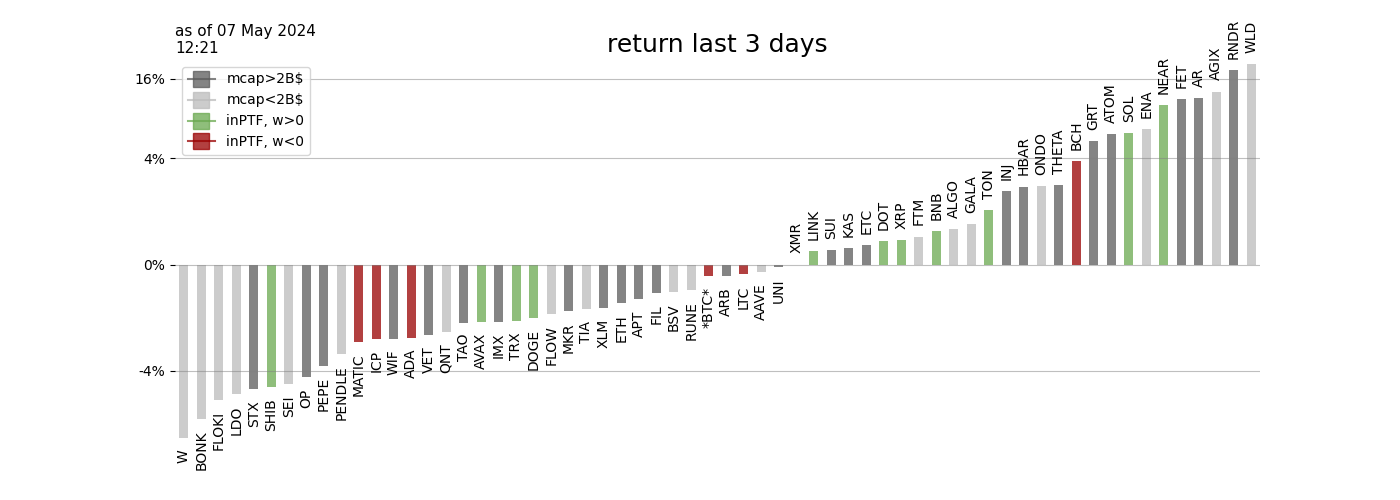 as of 07 May 2024
12:21
return last 3 days
mcap>2B$
mcap<2B$
inPTF, w>0
inPTF, w<0
16%
4%
0%
-4%
W
BONK
FLOKI
LDO
STX
SHIB
SEI
OP
PEPE
PENDLE
MATIC
ICP
WIF
ADA
VET
QNT
TAO
AVAX
IMX
TRX
DOGE
FLOW
MKR
TIA
XLM
ETH
APT
FIL
BSV
RUNE
*BTC*
ARB
LTC
AAVE
UNI
XMR
LINK
SUI
KAS
ETC
DOT
XRP
FTM
BNB
ALGO
GALA
TON
INJ
HBAR
ONDO
THETA
BCH
GRT
ATOM
SOL
ENA
NEAR
FET
AR
AGIX
RNDR
WLD